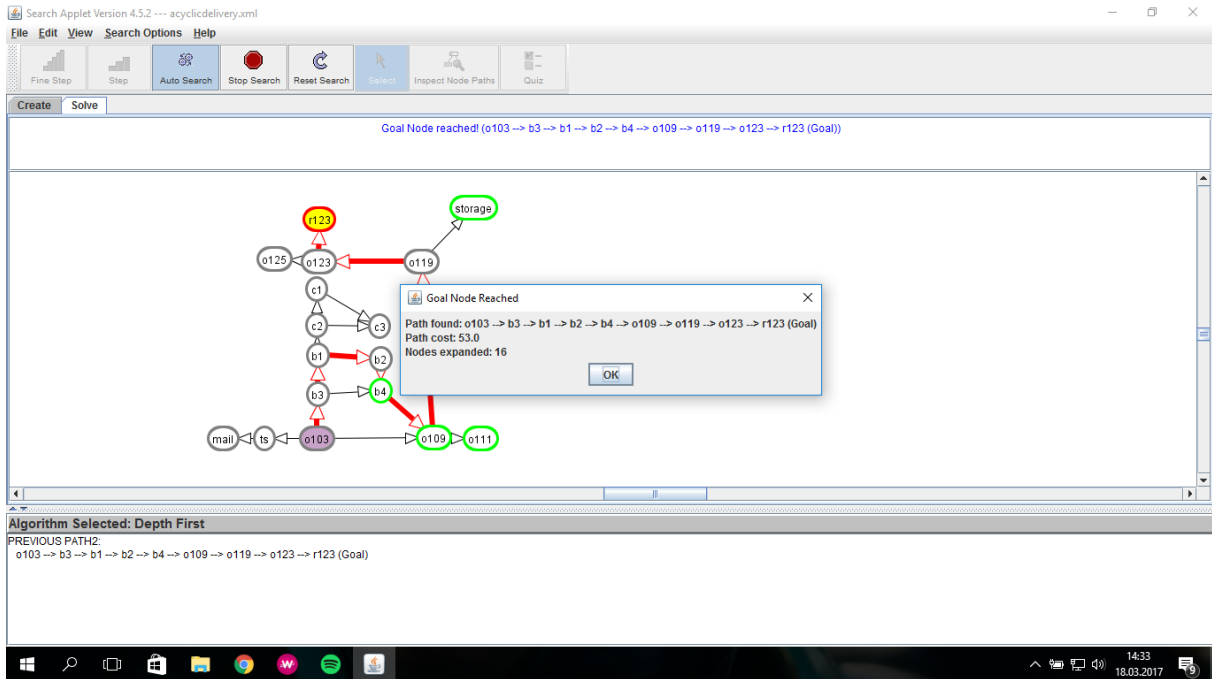 Search Applet Version 4.5.2 --- acyclicdelivery.xml
File Edit View Search Options Help
Fine Step Step Auto Search Stop Search Reset Search Select Inspect Node Paths Quiz
Create Solve
Goal Node reached! (o103 --> b3 --> b1 --> b2 --> b4 --> o109 --> o119 --> o123 --> r123 (Goal))
storage
r123
o125 o123 o119
c1
c2 c3
b1 b2
b3 b4
mail ts o103 o109 o111
Goal Node Reached
Path found: o103 --> b3 --> b1 --> b2 --> b4 --> o109 --> o119 --> o123 --> r123 (Goal)
Path cost: 53.0
Nodes expanded: 16
OK
Algorithm Selected: Depth First
PREVIOUS PATH2:
o103 --> b3 --> b1 --> b2 --> b4 --> o109 --> o119 --> o123 --> r123 (Goal)
14:33
18.03.2017
9